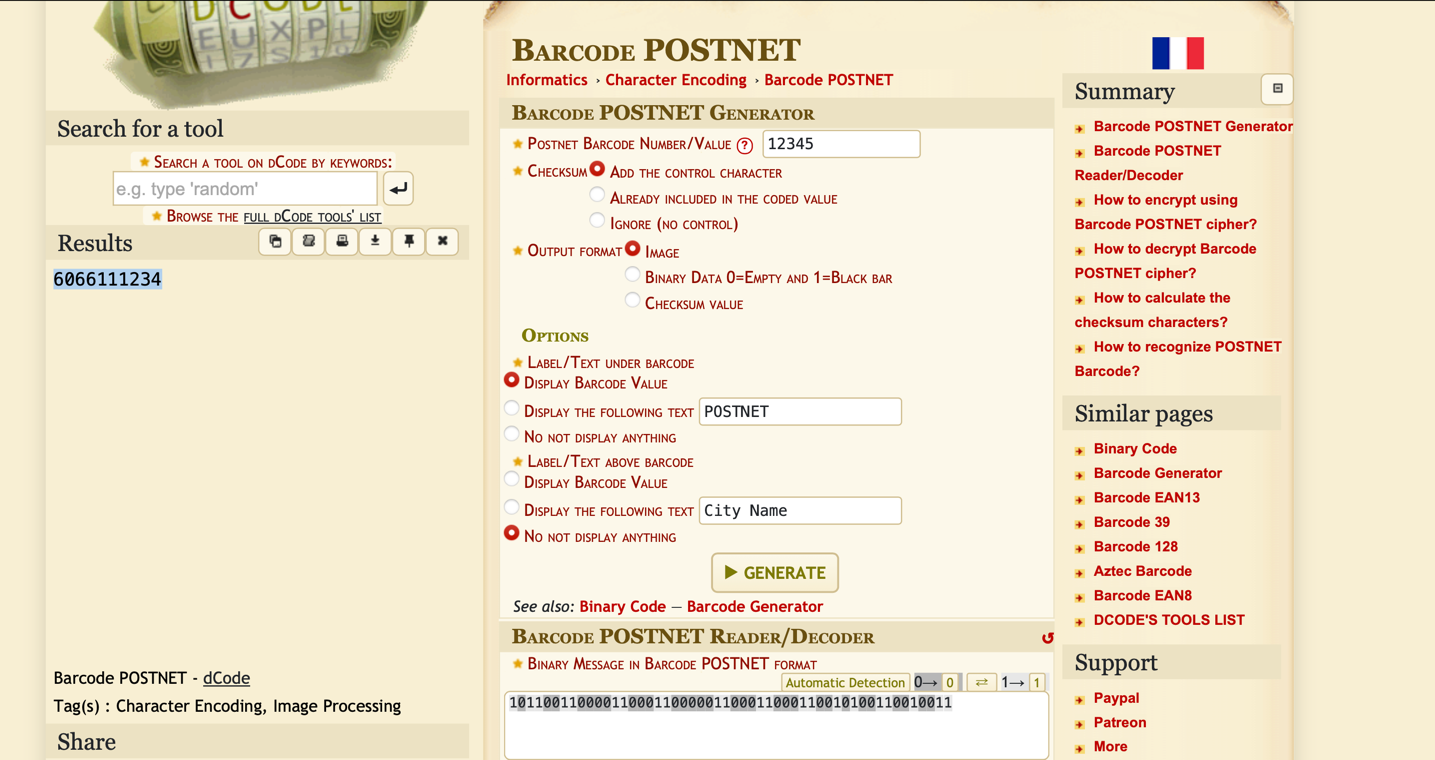 D C O D E
E U X P L
Search for a tool
★ Search a tool on dCode by keywords:
e.g. type 'random'
★ Browse the full dCode tools' list
Results
6066111234
Barcode POSTNET - dCode
Tag(s) : Character Encoding, Image Processing
Share
Barcode POSTNET
Informatics › Character Encoding › Barcode POSTNET
Barcode POSTNET Generator
★ Postnet Barcode Number/Value ? 12345
★ Checksum Add the control character
Already included in the coded value
Ignore (no control)
★ Output format Image
Binary Data 0=Empty and 1=Black bar
Checksum value
Options
★ Label/Text under barcode
Display Barcode Value
Display the following text POSTNET
No not display anything
★ Label/Text above barcode
Display Barcode Value
Display the following text City Name
No not display anything
▶ GENERATE
See also: Binary Code – Barcode Generator
Barcode POSTNET Reader/Decoder
★ Binary Message in Barcode POSTNET format
Automatic Detection 0→ 0 ⇄ 1→ 1
1011001100001100011000001100011000110010100110010011
Summary
Barcode POSTNET Generator
Barcode POSTNET
Reader/Decoder
How to encrypt using
Barcode POSTNET cipher?
How to decrypt Barcode
POSTNET cipher?
How to calculate the
checksum characters?
How to recognize POSTNET
Barcode?
Similar pages
Binary Code
Barcode Generator
Barcode EAN13
Barcode 39
Barcode 128
Aztec Barcode
Barcode EAN8
DCODE'S TOOLS LIST
Support
Paypal
Patreon
More